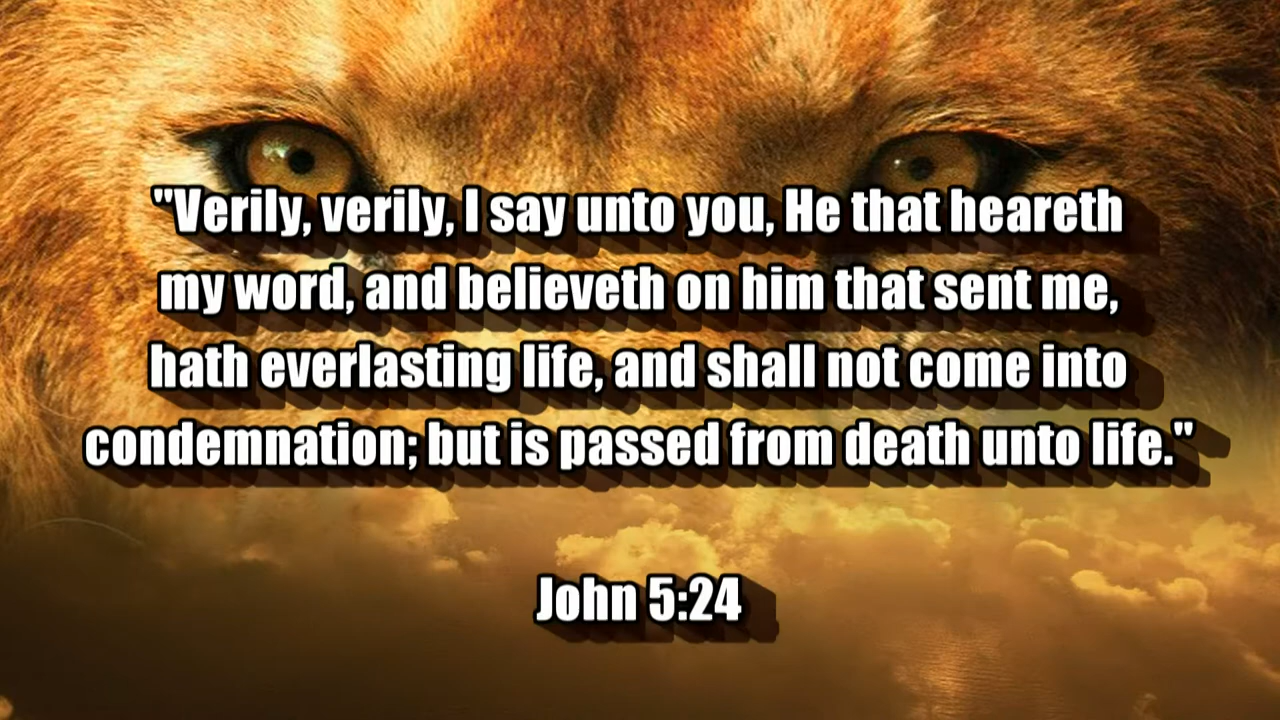 "Verily, verily, I say unto you, He that heareth
my word, and believeth on him that sent me,
hath everlasting life, and shall not come into
condemnation; but is passed from death unto life."
John 5:24